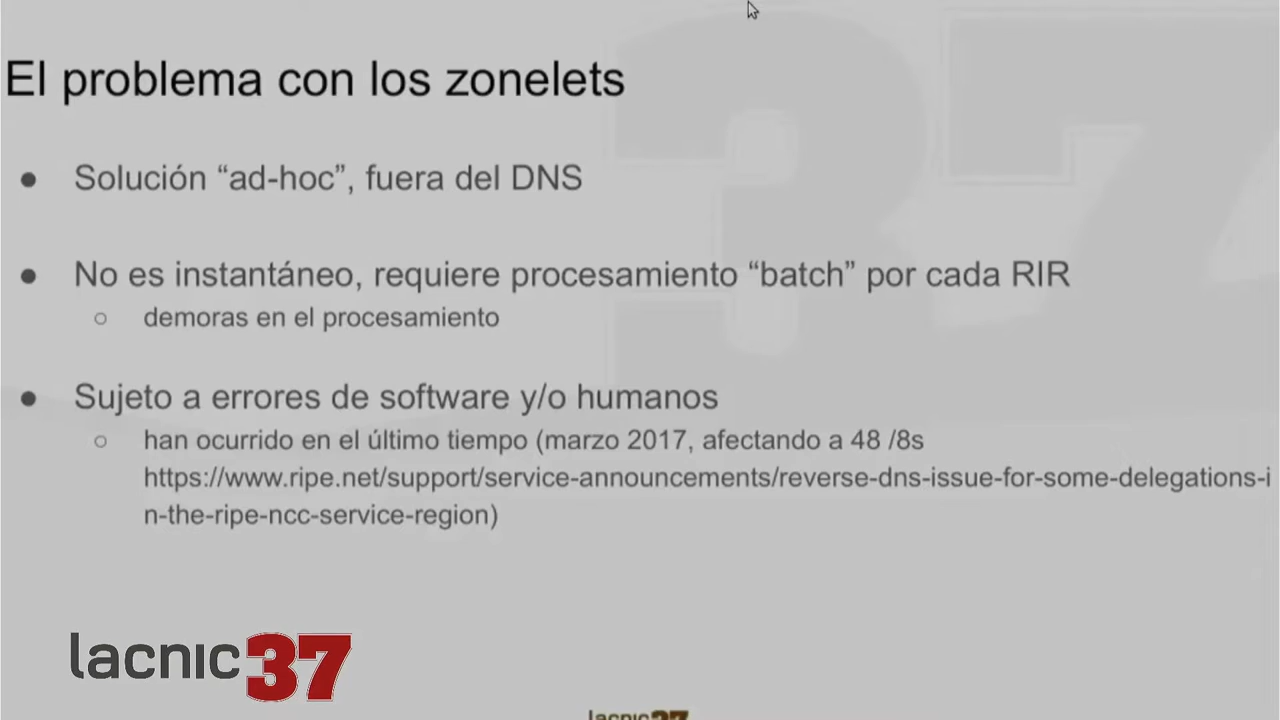 El problema con los zonelets
● Solución “ad-hoc”, fuera del DNS
● No es instantáneo, requiere procesamiento “batch” por cada RIR
○ demoras en el procesamiento
● Sujeto a errores de software y/o humanos
○ han ocurrido en el último tiempo (marzo 2017, afectando a 48 /8s
https://www.ripe.net/support/service-announcements/reverse-dns-issue-for-some-delegations-i
n-the-ripe-ncc-service-region)
lacnic37
lacnic37